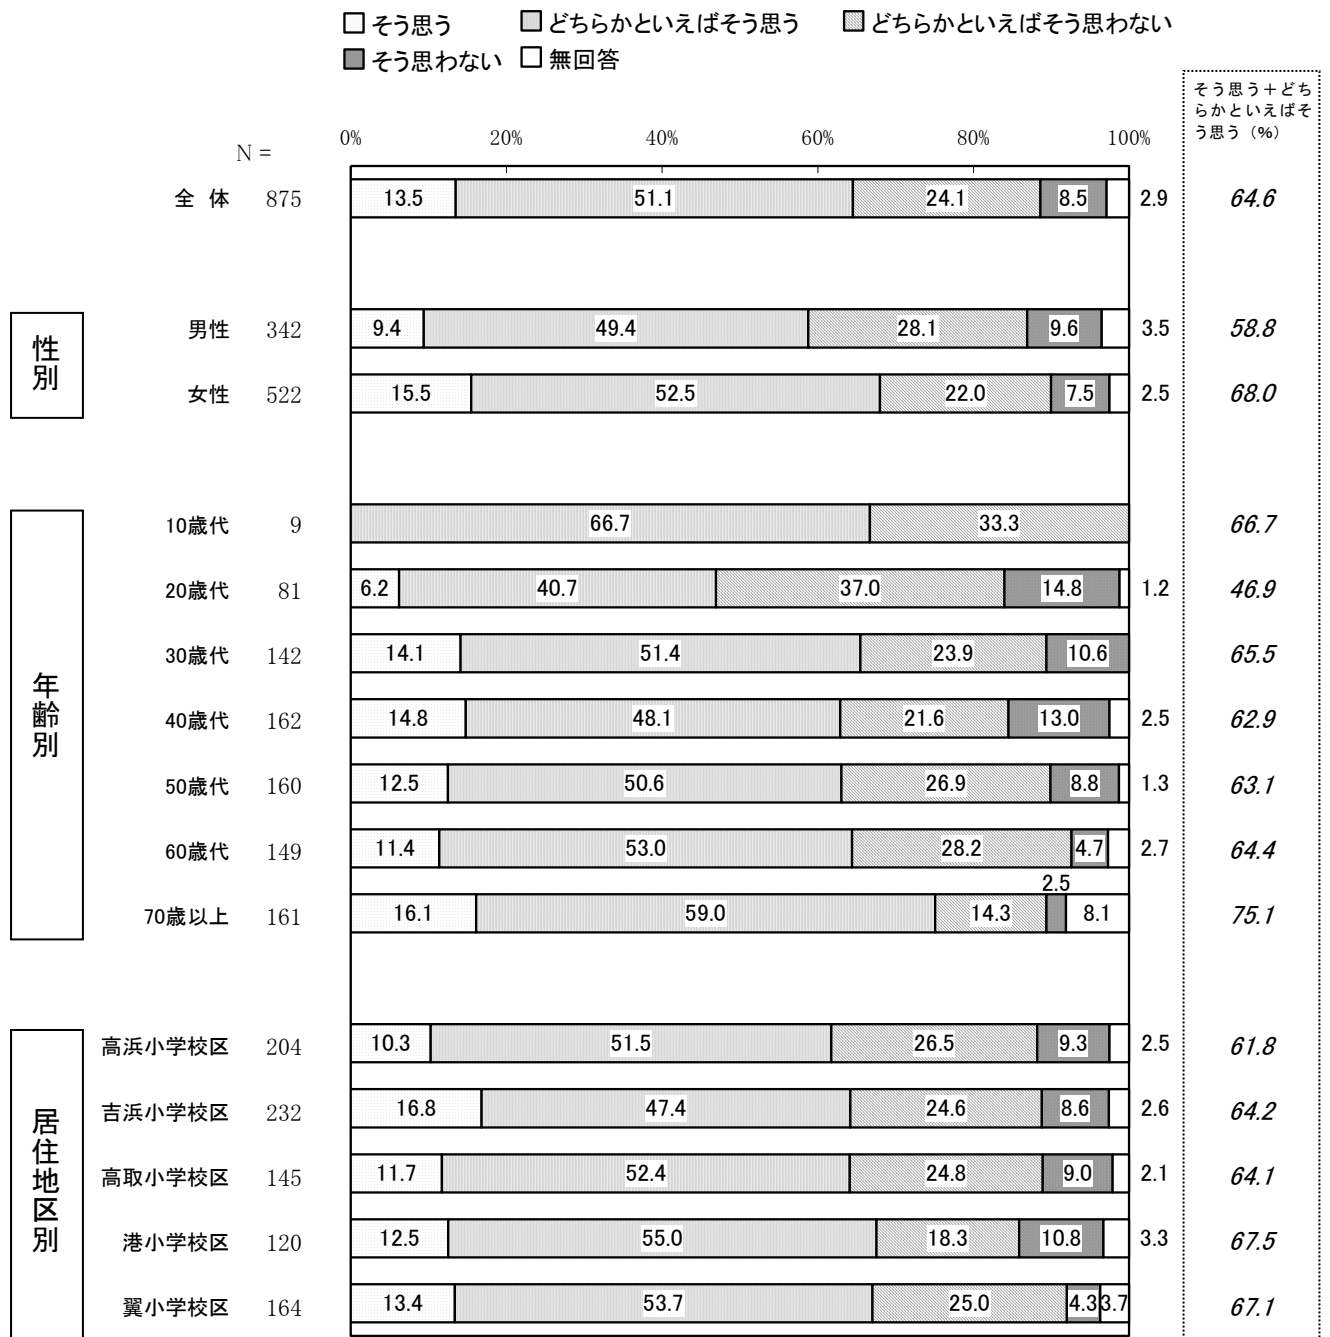 そう思う どちらかといえばそう思う どちらかといえばそう思わない
そう思わない 無回答
そう思う＋どち
らかといえばそ
う思う（%）
0% 20% 40% 60% 80% 100%
N =
全 体 875 13.5 51.1 24.1 8.5 2.9 64.6
性別
男性 342 9.4 49.4 28.1 9.6 3.5 58.8
女性 522 15.5 52.5 22.0 7.5 2.5 68.0
年齢別
10歳代 9 66.7 33.3 66.7
20歳代 81 6.2 40.7 37.0 14.8 1.2 46.9
30歳代 142 14.1 51.4 23.9 10.6 65.5
40歳代 162 14.8 48.1 21.6 13.0 2.5 62.9
50歳代 160 12.5 50.6 26.9 8.8 1.3 63.1
60歳代 149 11.4 53.0 28.2 4.7 2.7 64.4
70歳以上 161 16.1 59.0 14.3 2.5 8.1 75.1
居住地区別
高浜小学校区 204 10.3 51.5 26.5 9.3 2.5 61.8
吉浜小学校区 232 16.8 47.4 24.6 8.6 2.6 64.2
高取小学校区 145 11.7 52.4 24.8 9.0 2.1 64.1
港小学校区 120 12.5 55.0 18.3 10.8 3.3 67.5
翼小学校区 164 13.4 53.7 25.0 4.3 3.7 67.1